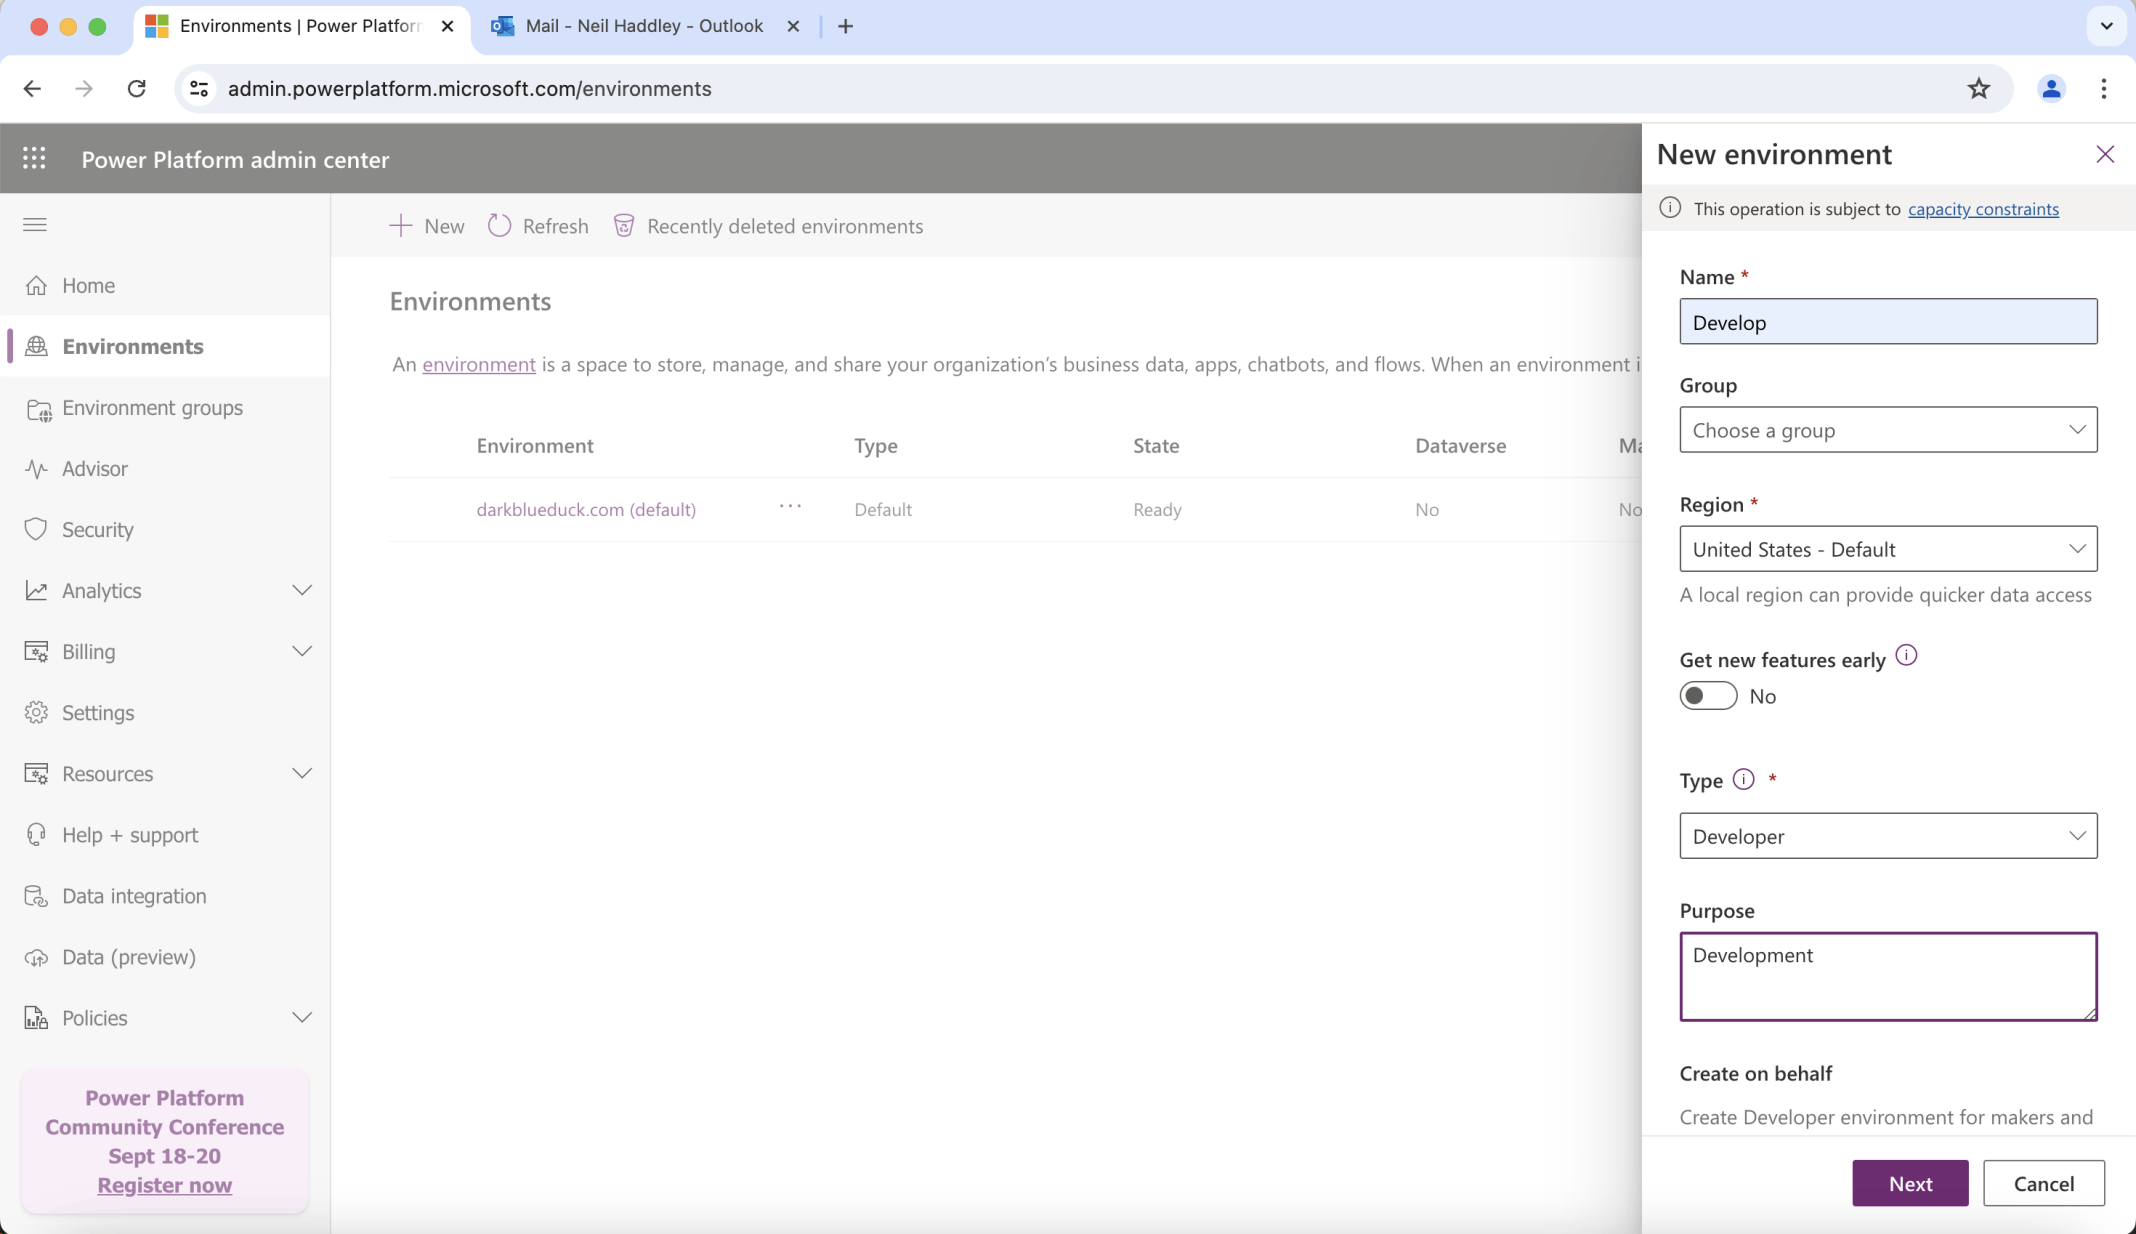 Environments | Power Platform
Mail - Neil Haddley - Outlook
admin.powerplatform.microsoft.com/environments
Power Platform admin center
Home
Environments
Environment groups
Advisor
Security
Analytics
Billing
Settings
Resources
Help + support
Data integration
Data (preview)
Policies
Power Platform
Community Conference
Sept 18-20
Register now
New
Refresh
Recently deleted environments
Environments
An environment is a space to store, manage, and share your organization's business data, apps, chatbots, and flows. When an environment i
Environment Type State Dataverse Ma
darkblueduck.com (default) ... Default Ready No No
New environment
This operation is subject to capacity constraints
Name *
Develop
Group
Choose a group
Region *
United States - Default
A local region can provide quicker data access
Get new features early
No
Type *
Developer
Purpose
Development
Create on behalf
Create Developer environment for makers and
Next
Cancel